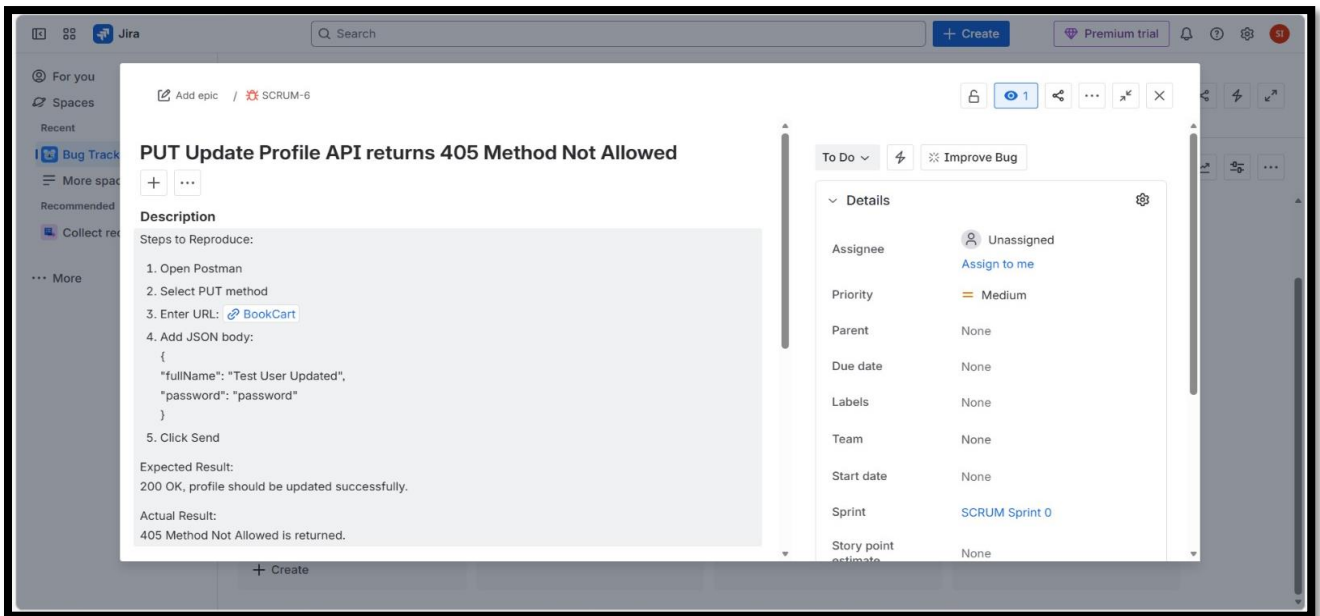 Jira
Search
+ Create
Premium trial
SI
For you
Spaces
Recent
Bug Track
More spac
Recommended
Collect rec
... More
Add epic / SCRUM-6
1
PUT Update Profile API returns 405 Method Not Allowed
Description
Steps to Reproduce:
1. Open Postman
2. Select PUT method
3. Enter URL: BookCart
4. Add JSON body:
{
"fullName": "Test User Updated",
"password": "password"
}
5. Click Send
Expected Result:
200 OK, profile should be updated successfully.
Actual Result:
405 Method Not Allowed is returned.
To Do
Improve Bug
Details
Assignee
Unassigned
Assign to me
Priority
Medium
Parent
None
Due date
None
Labels
None
Team
None
Start date
None
Sprint
SCRUM Sprint 0
Story point
estimate
None
+ Create